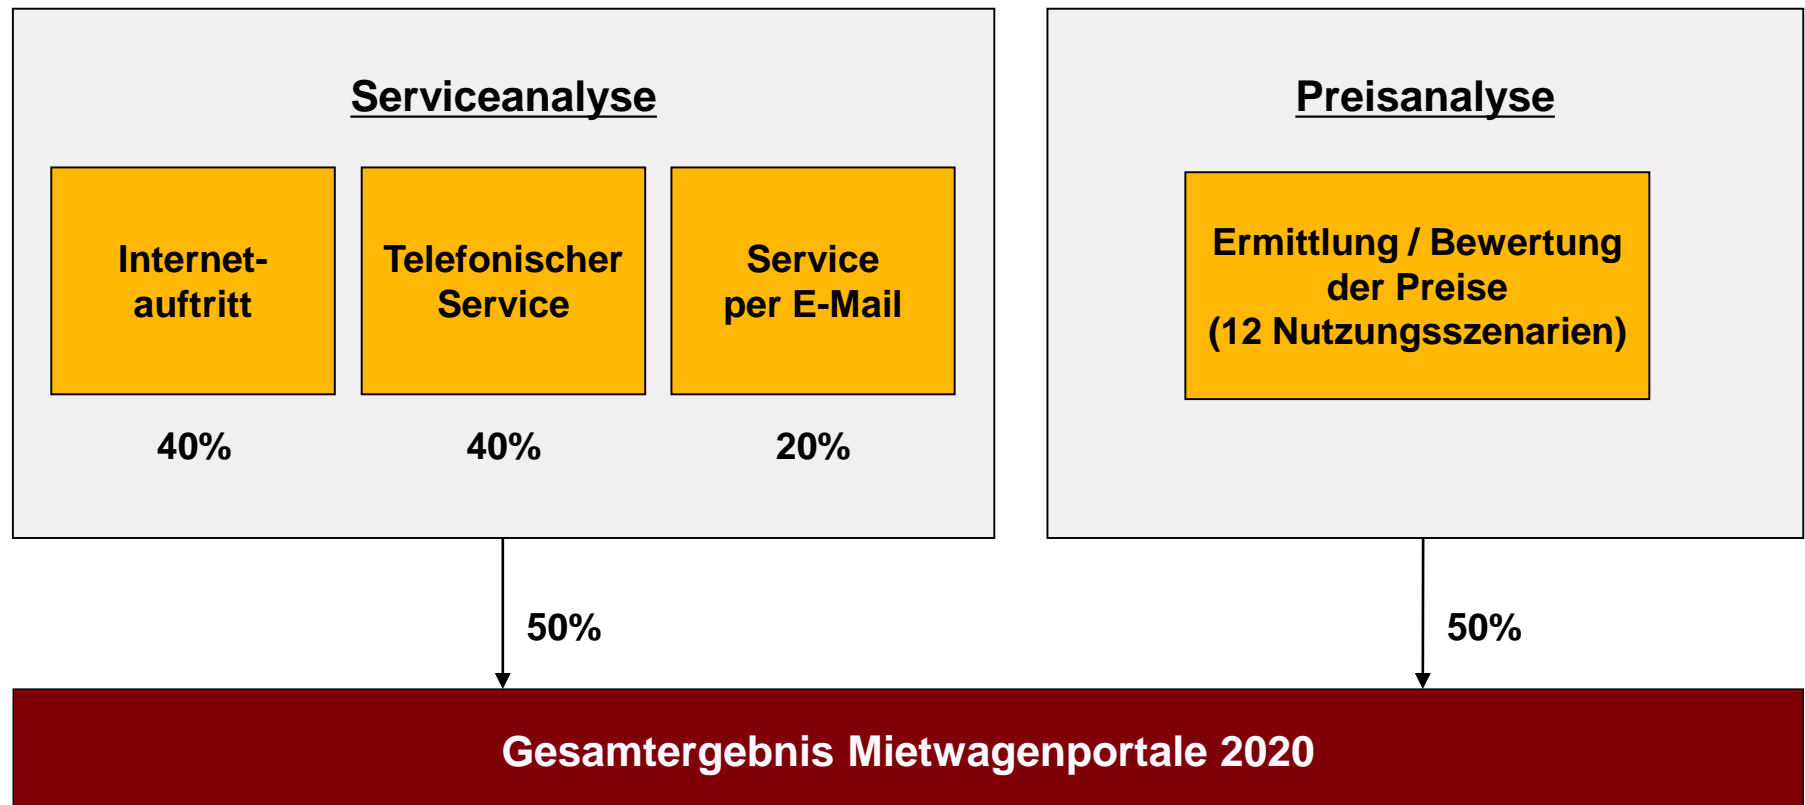 Serviceanalyse
Internet-
auftritt
40%
Telefonischer
Service
40%
Service
per E-Mail
20%
50%
Preisanalyse
Ermittlung / Bewertung
der Preise
(12 Nutzungsszenarien)
50%
Gesamtergebnis Mietwagenportale 2020